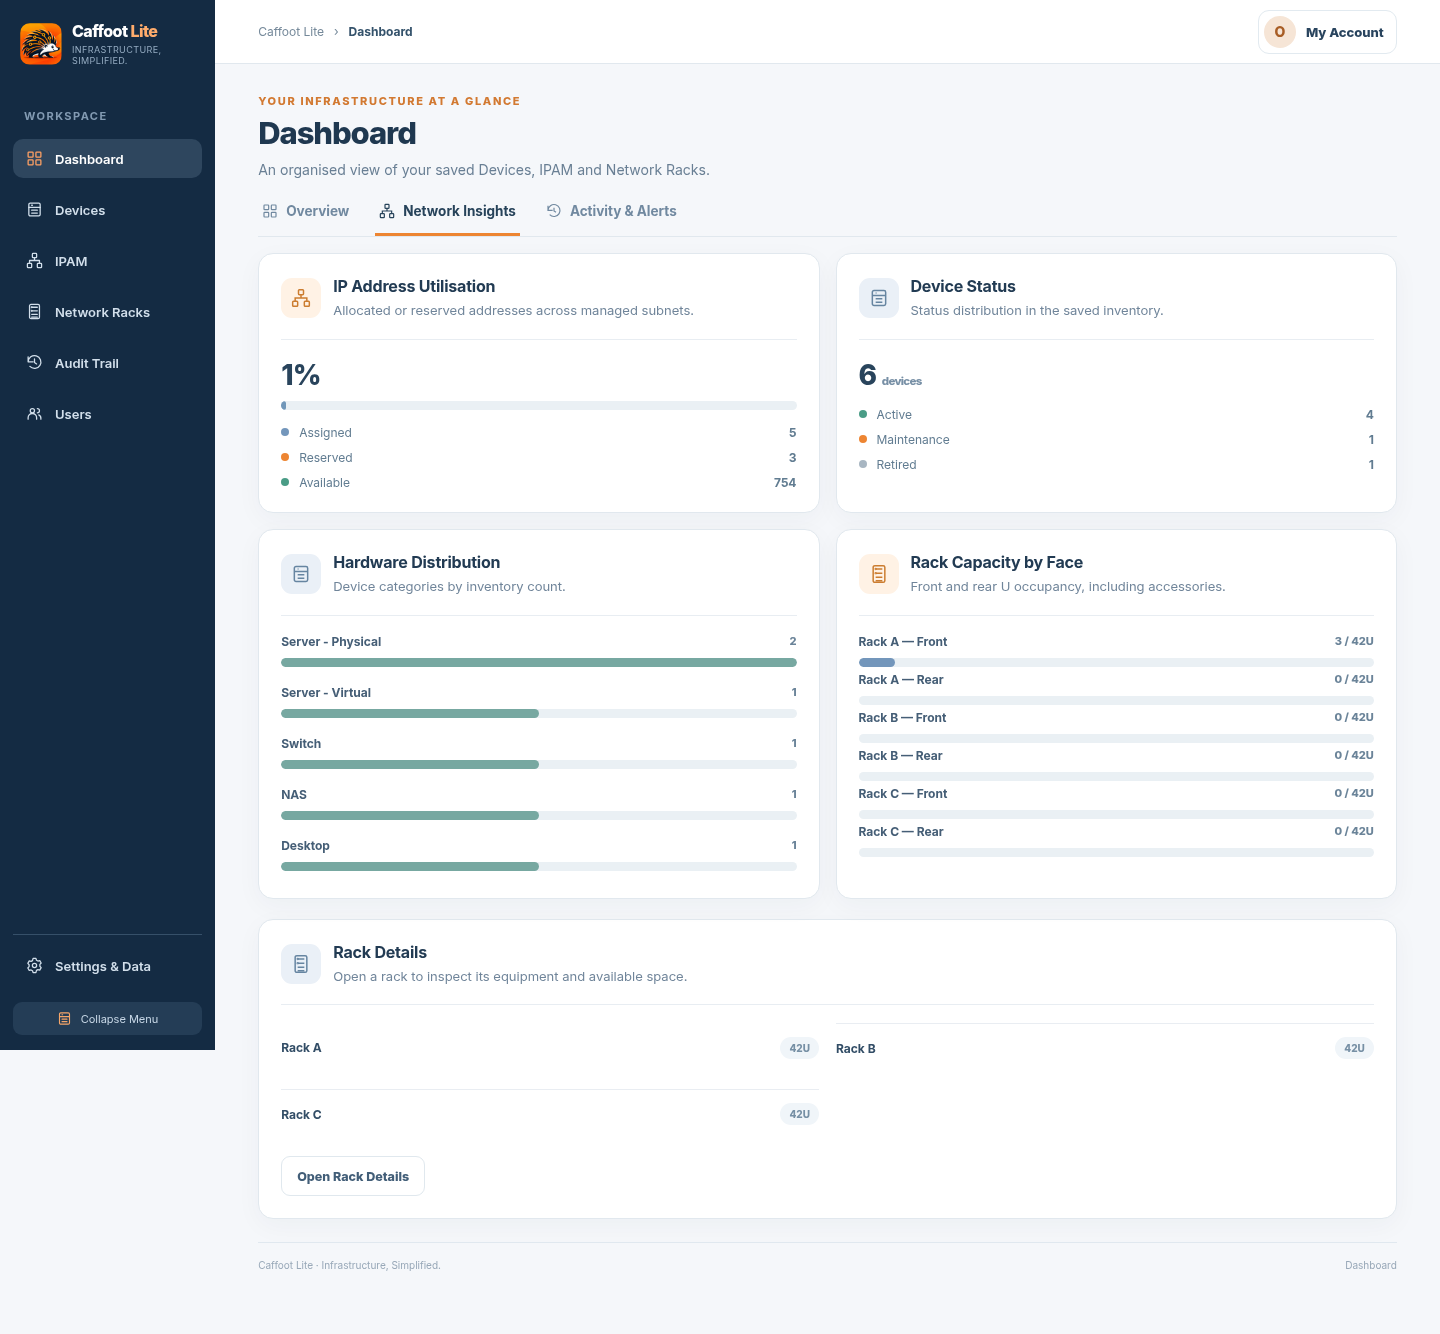 Caffoot Lite
INFRASTRUCTURE,
SIMPLIFIED.
WORKSPACE
Dashboard
Devices
IPAM
Network Racks
Audit Trail
Users
Settings & Data
Collapse Menu
Caffoot Lite › Dashboard
O My Account
YOUR INFRASTRUCTURE AT A GLANCE
Dashboard
An organised view of your saved Devices, IPAM and Network Racks.
Overview Network Insights Activity & Alerts
IP Address Utilisation
Allocated or reserved addresses across managed subnets.
1%
Assigned 5
Reserved 3
Available 754
Device Status
Status distribution in the saved inventory.
6 devices
Active 4
Maintenance 1
Retired 1
Hardware Distribution
Device categories by inventory count.
Server - Physical 2
Server - Virtual 1
Switch 1
NAS 1
Desktop 1
Rack Capacity by Face
Front and rear U occupancy, including accessories.
Rack A — Front 3 / 42U
Rack A — Rear 0 / 42U
Rack B — Front 0 / 42U
Rack B — Rear 0 / 42U
Rack C — Front 0 / 42U
Rack C — Rear 0 / 42U
Rack Details
Open a rack to inspect its equipment and available space.
Rack A 42U
Rack B 42U
Rack C 42U
Open Rack Details
Caffoot Lite · Infrastructure, Simplified.
Dashboard